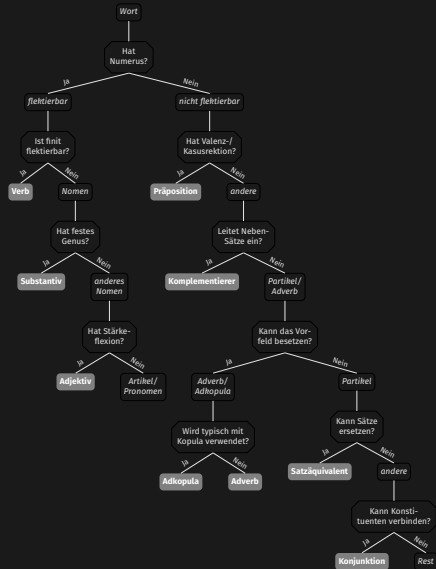 Wort
Hat
Numerus?
Ja
Nein
flektierbar
nicht flektierbar
Ist finit
flektierbar?
Hat Valenz-/
Kasusrektion?
Ja
Nein
Ja
Nein
Verb
Nomen
Präposition
andere
Hat festes
Genus?
Leitet Neben-
Sätze ein?
Ja
Nein
Ja
Nein
Substantiv
anderes
Nomen
Komplementierer
Partikel/
Adverb
Hat Stärke-
flexion?
Kann das Vor-
feld besetzen?
Ja
Nein
Ja
Nein
Adjektiv
Artikel/
Pronomen
Adverb/
Adkopula
Partikel
Wird typisch mit
Kopula verwendet?
Kann Sätze
ersetzen?
Ja
Nein
Ja
Nein
Adkopula
Adverb
Satzäquivalent
andere
Kann Konsti-
tuenten verbinden?
Ja
Nein
Konjunktion
Rest